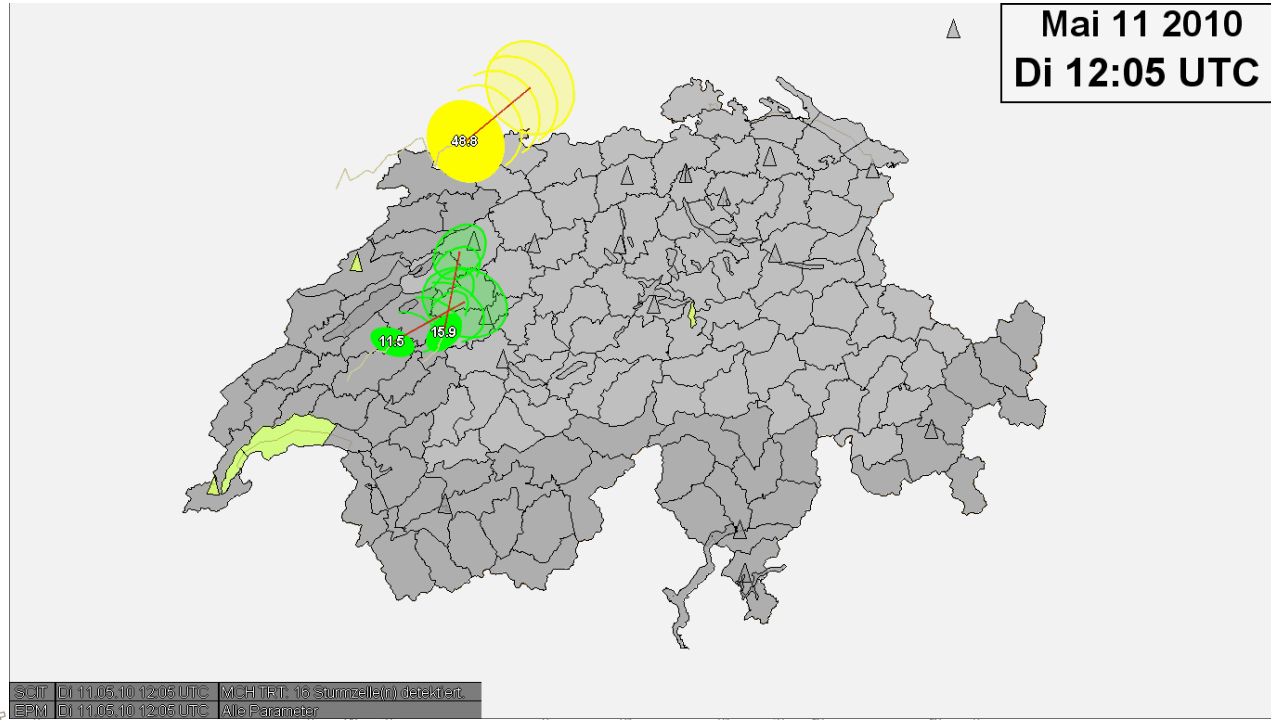 Mai 11 2010
Di 12:05 UTC
48.8
15.9
11.5
SCIT Di 11.05.10 12:05 UTC MCH TRT: 16 Sturmzelle(n) detektiert.
EPM Di 11.05.10 12:05 UTC Alle Parameter